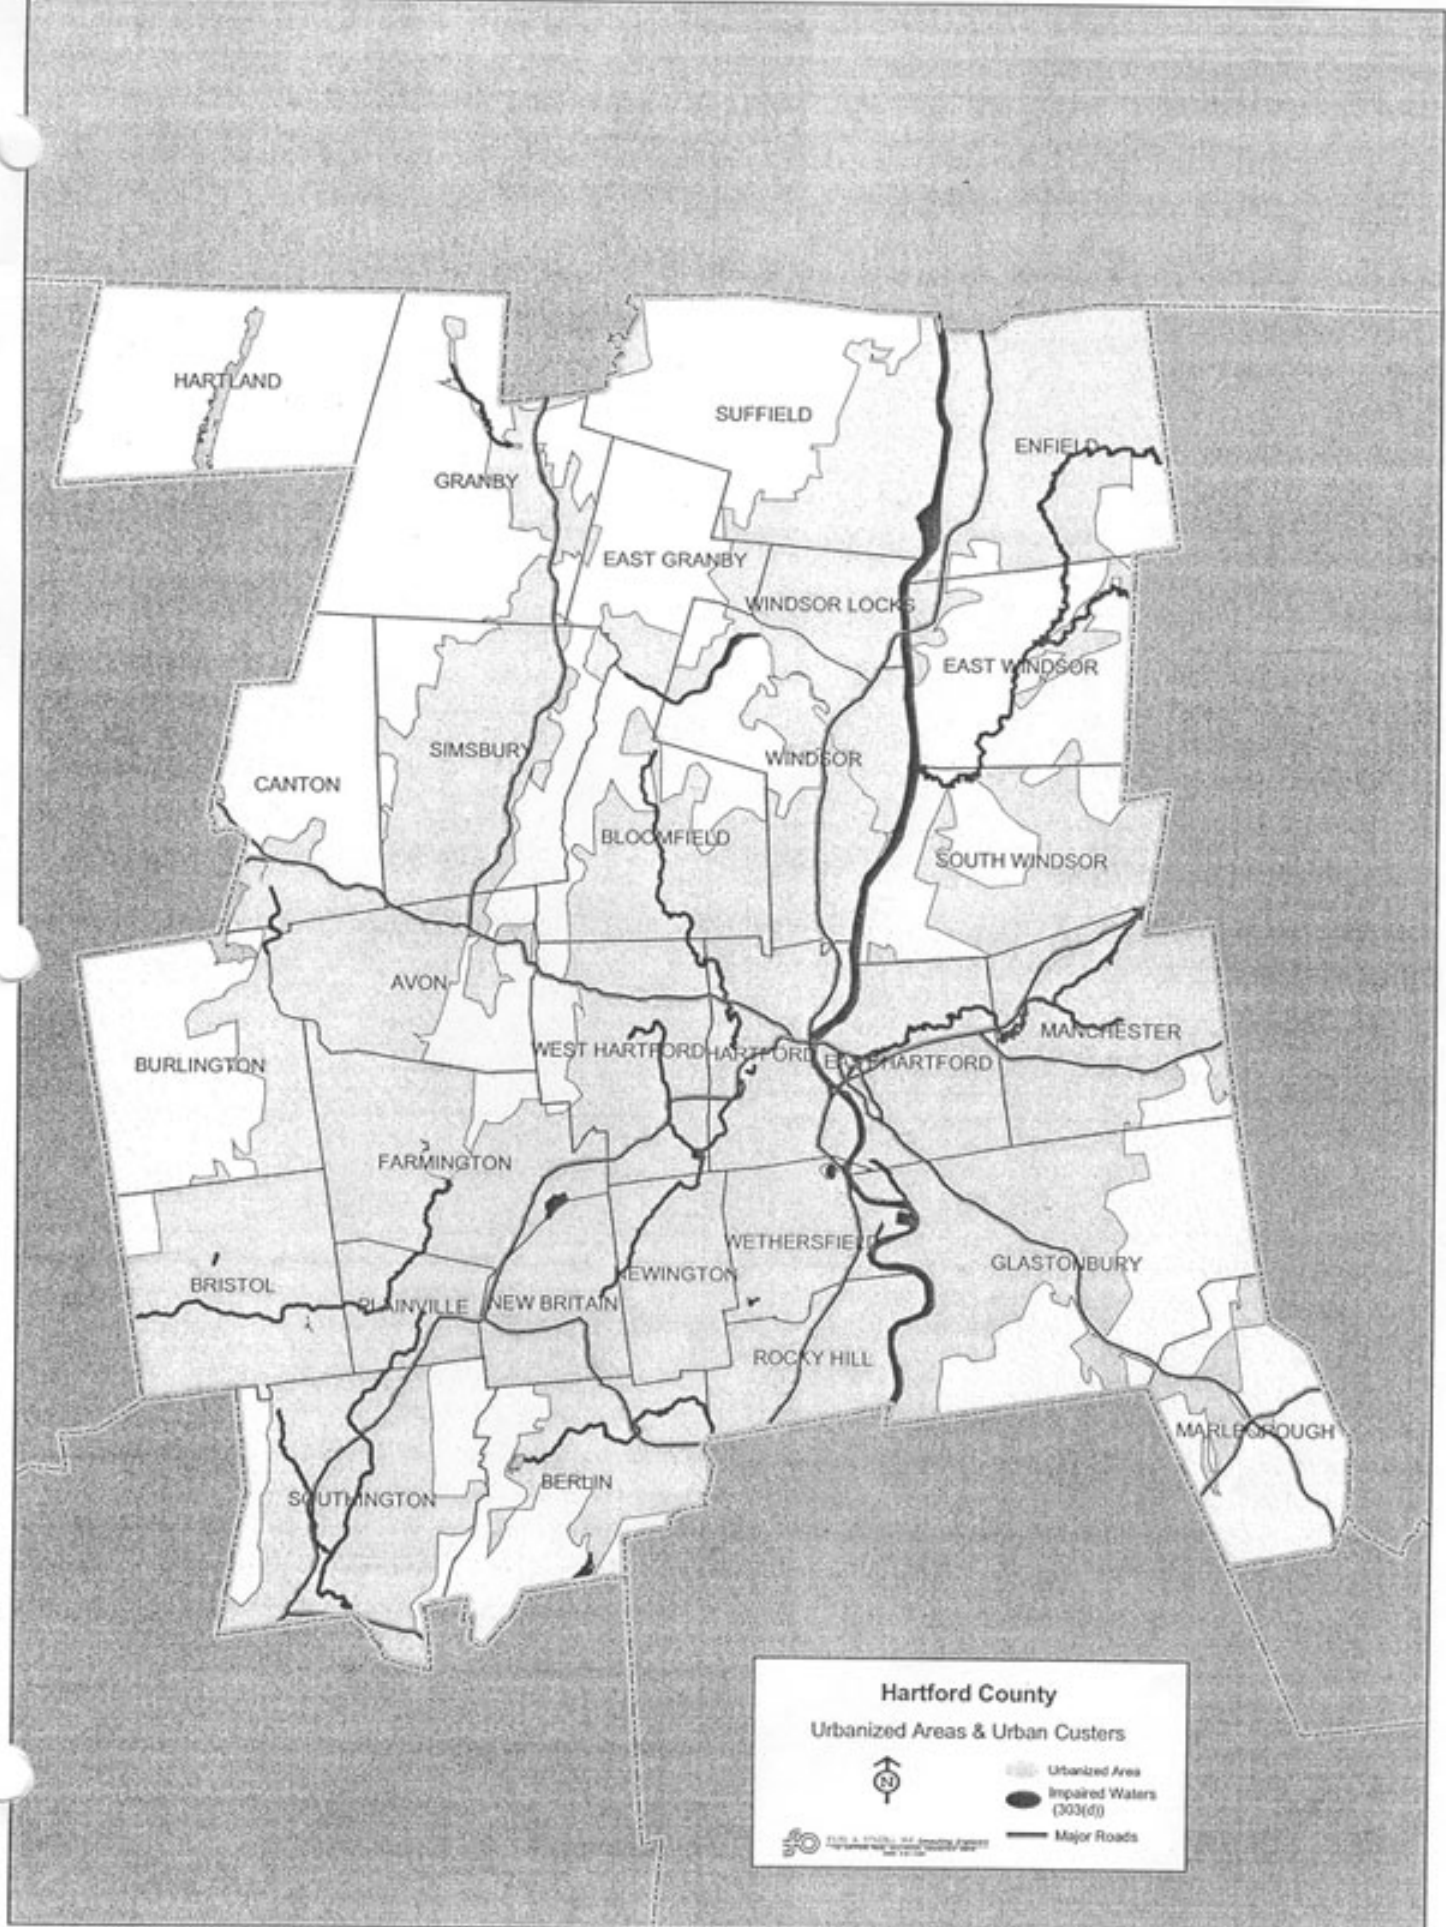 HARTLAND
SUFFIELD
ENFIELD
GRANBY
EAST GRANBY
WINDSOR LOCKS
EAST WINDSOR
SIMSBURY
WINDSOR
CANTON
BLOOMFIELD
SOUTH WINDSOR
AVON
MANCHESTER
WEST HARTFORD
HARTFORD
EAST HARTFORD
BURLINGTON
FARMINGTON
WETHERSFIELD
GLASTONBURY
NEWINGTON
BRISTOL
PLAINVILLE
NEW BRITAIN
ROCKY HILL
MARLBOROUGH
BERLIN
SOUTHINGTON
Hartford County
Urbanized Areas & Urban Custers
N
Urbanized Area
Impaired Waters
(303(d))
Major Roads